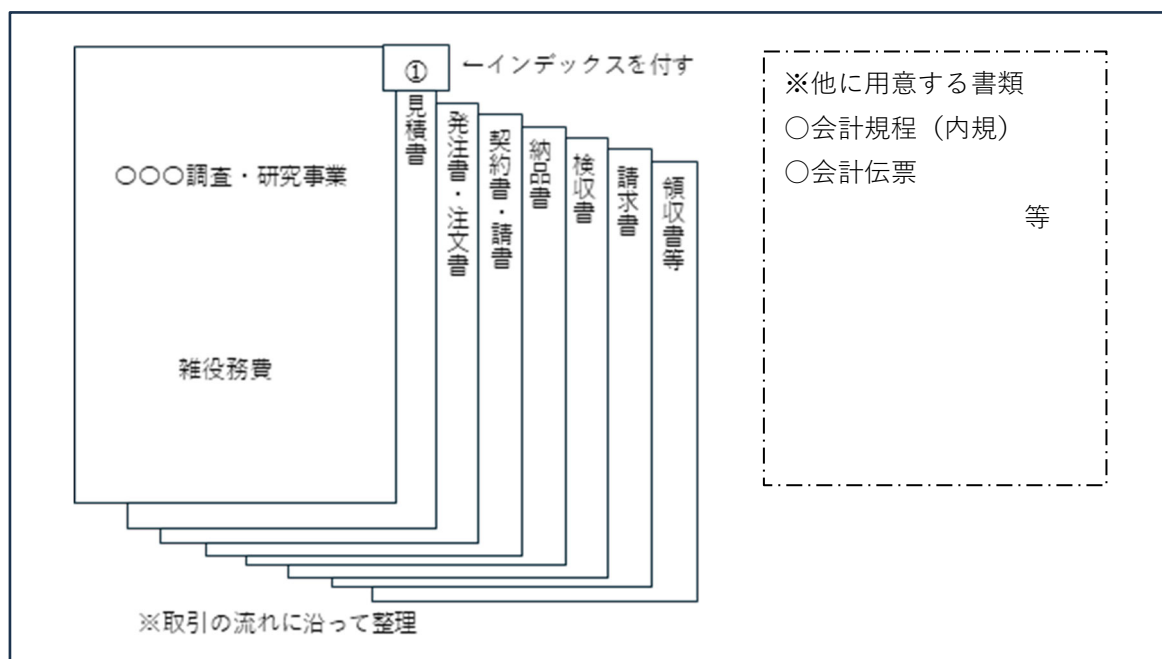 ①
←インデックスを付す
〇〇〇調査・研究事業
雑役務費
見積書
発注書・注文書
契約書・請書
納品書
検収書
請求書
領収書等
※取引の流れに沿って整理
※他に用意する書類
○会計規程（内規）
○会計伝票
等